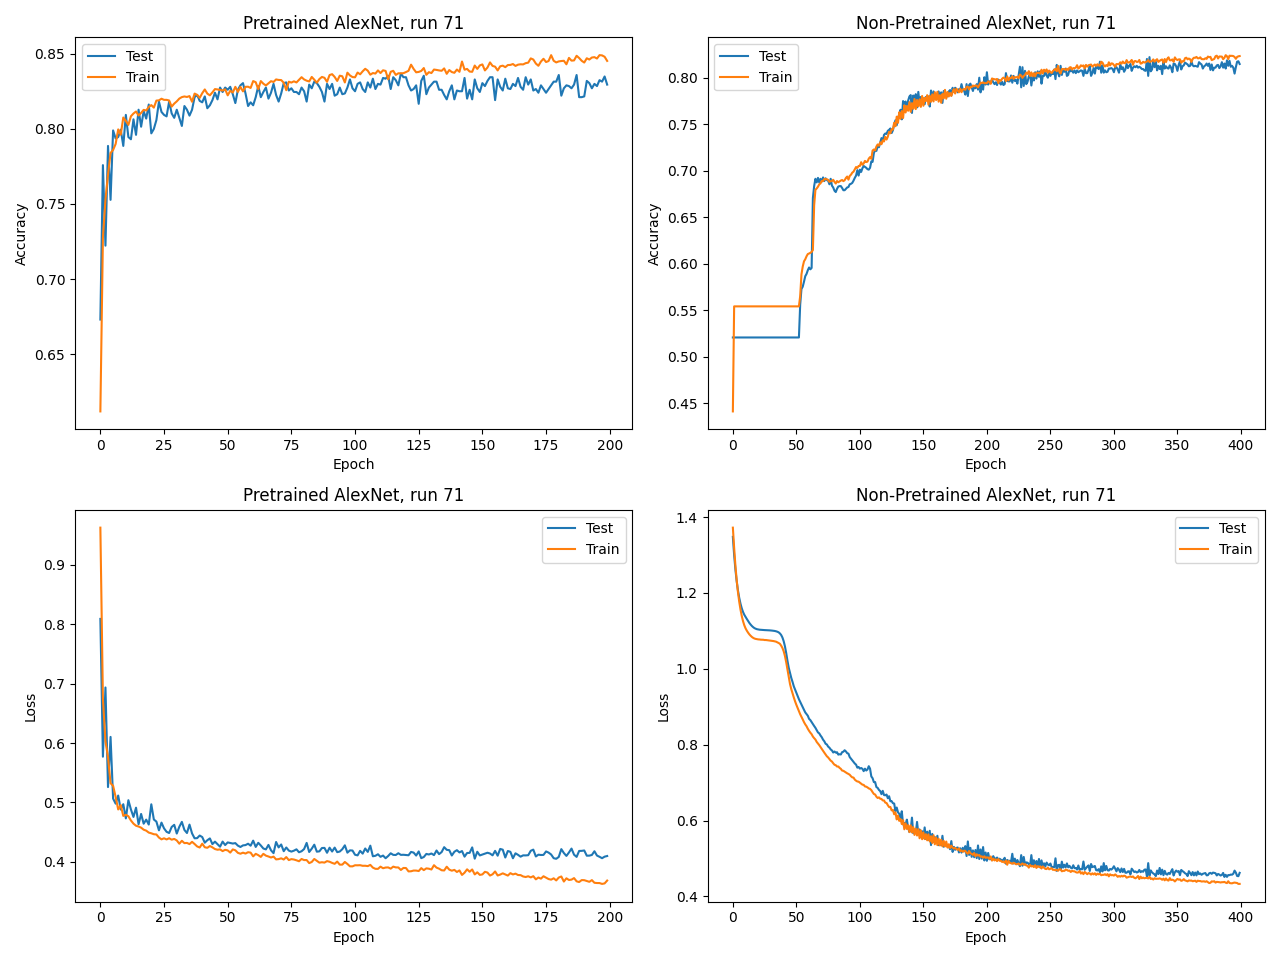 Pretrained AlexNet, run 71
Test
Train
Accuracy
0.85
0.80
0.75
0.70
0.65
0 25 50 75 100 125 150 175 200
Epoch
Non-Pretrained AlexNet, run 71
Test
Train
Accuracy
0.80
0.75
0.70
0.65
0.60
0.55
0.50
0.45
0 50 100 150 200 250 300 350 400
Epoch
Pretrained AlexNet, run 71
Test
Train
Loss
0.9
0.8
0.7
0.6
0.5
0.4
0 25 50 75 100 125 150 175 200
Epoch
Non-Pretrained AlexNet, run 71
Test
Train
Loss
1.4
1.2
1.0
0.8
0.6
0.4
0 50 100 150 200 250 300 350 400
Epoch